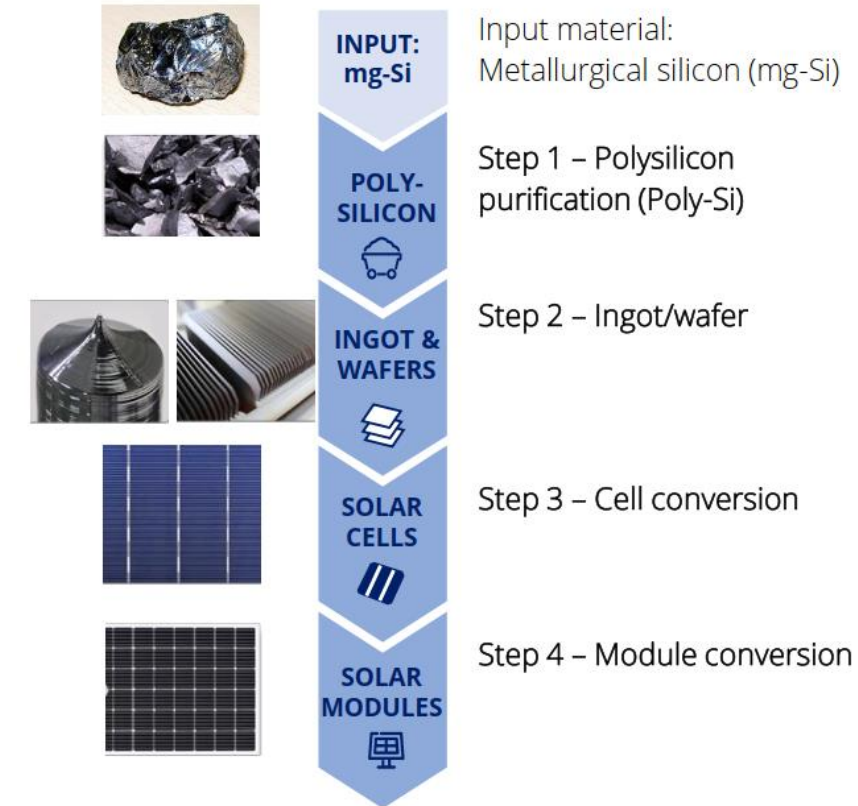 INPUT:
mg-Si
Input material:
Metallurgical silicon (mg-Si)
POLY-
SILICON
Step 1 – Polysilicon
purification (Poly-Si)
INGOT &
WAFERS
Step 2 – Ingot/wafer
SOLAR
CELLS
Step 3 – Cell conversion
SOLAR
MODULES
Step 4 – Module conversion